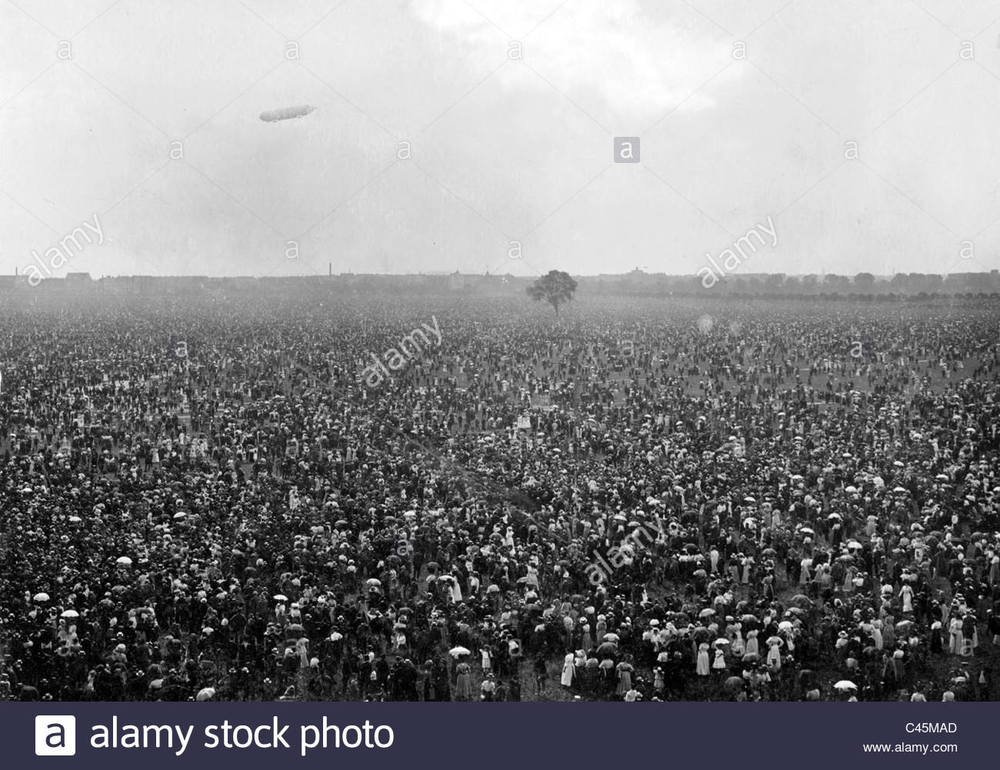 a a a a a
a a a a
alamy alamy
a a a
alamy
a a
alamy
a a
a alamy stock photo
C45MAD
www.alamy.com